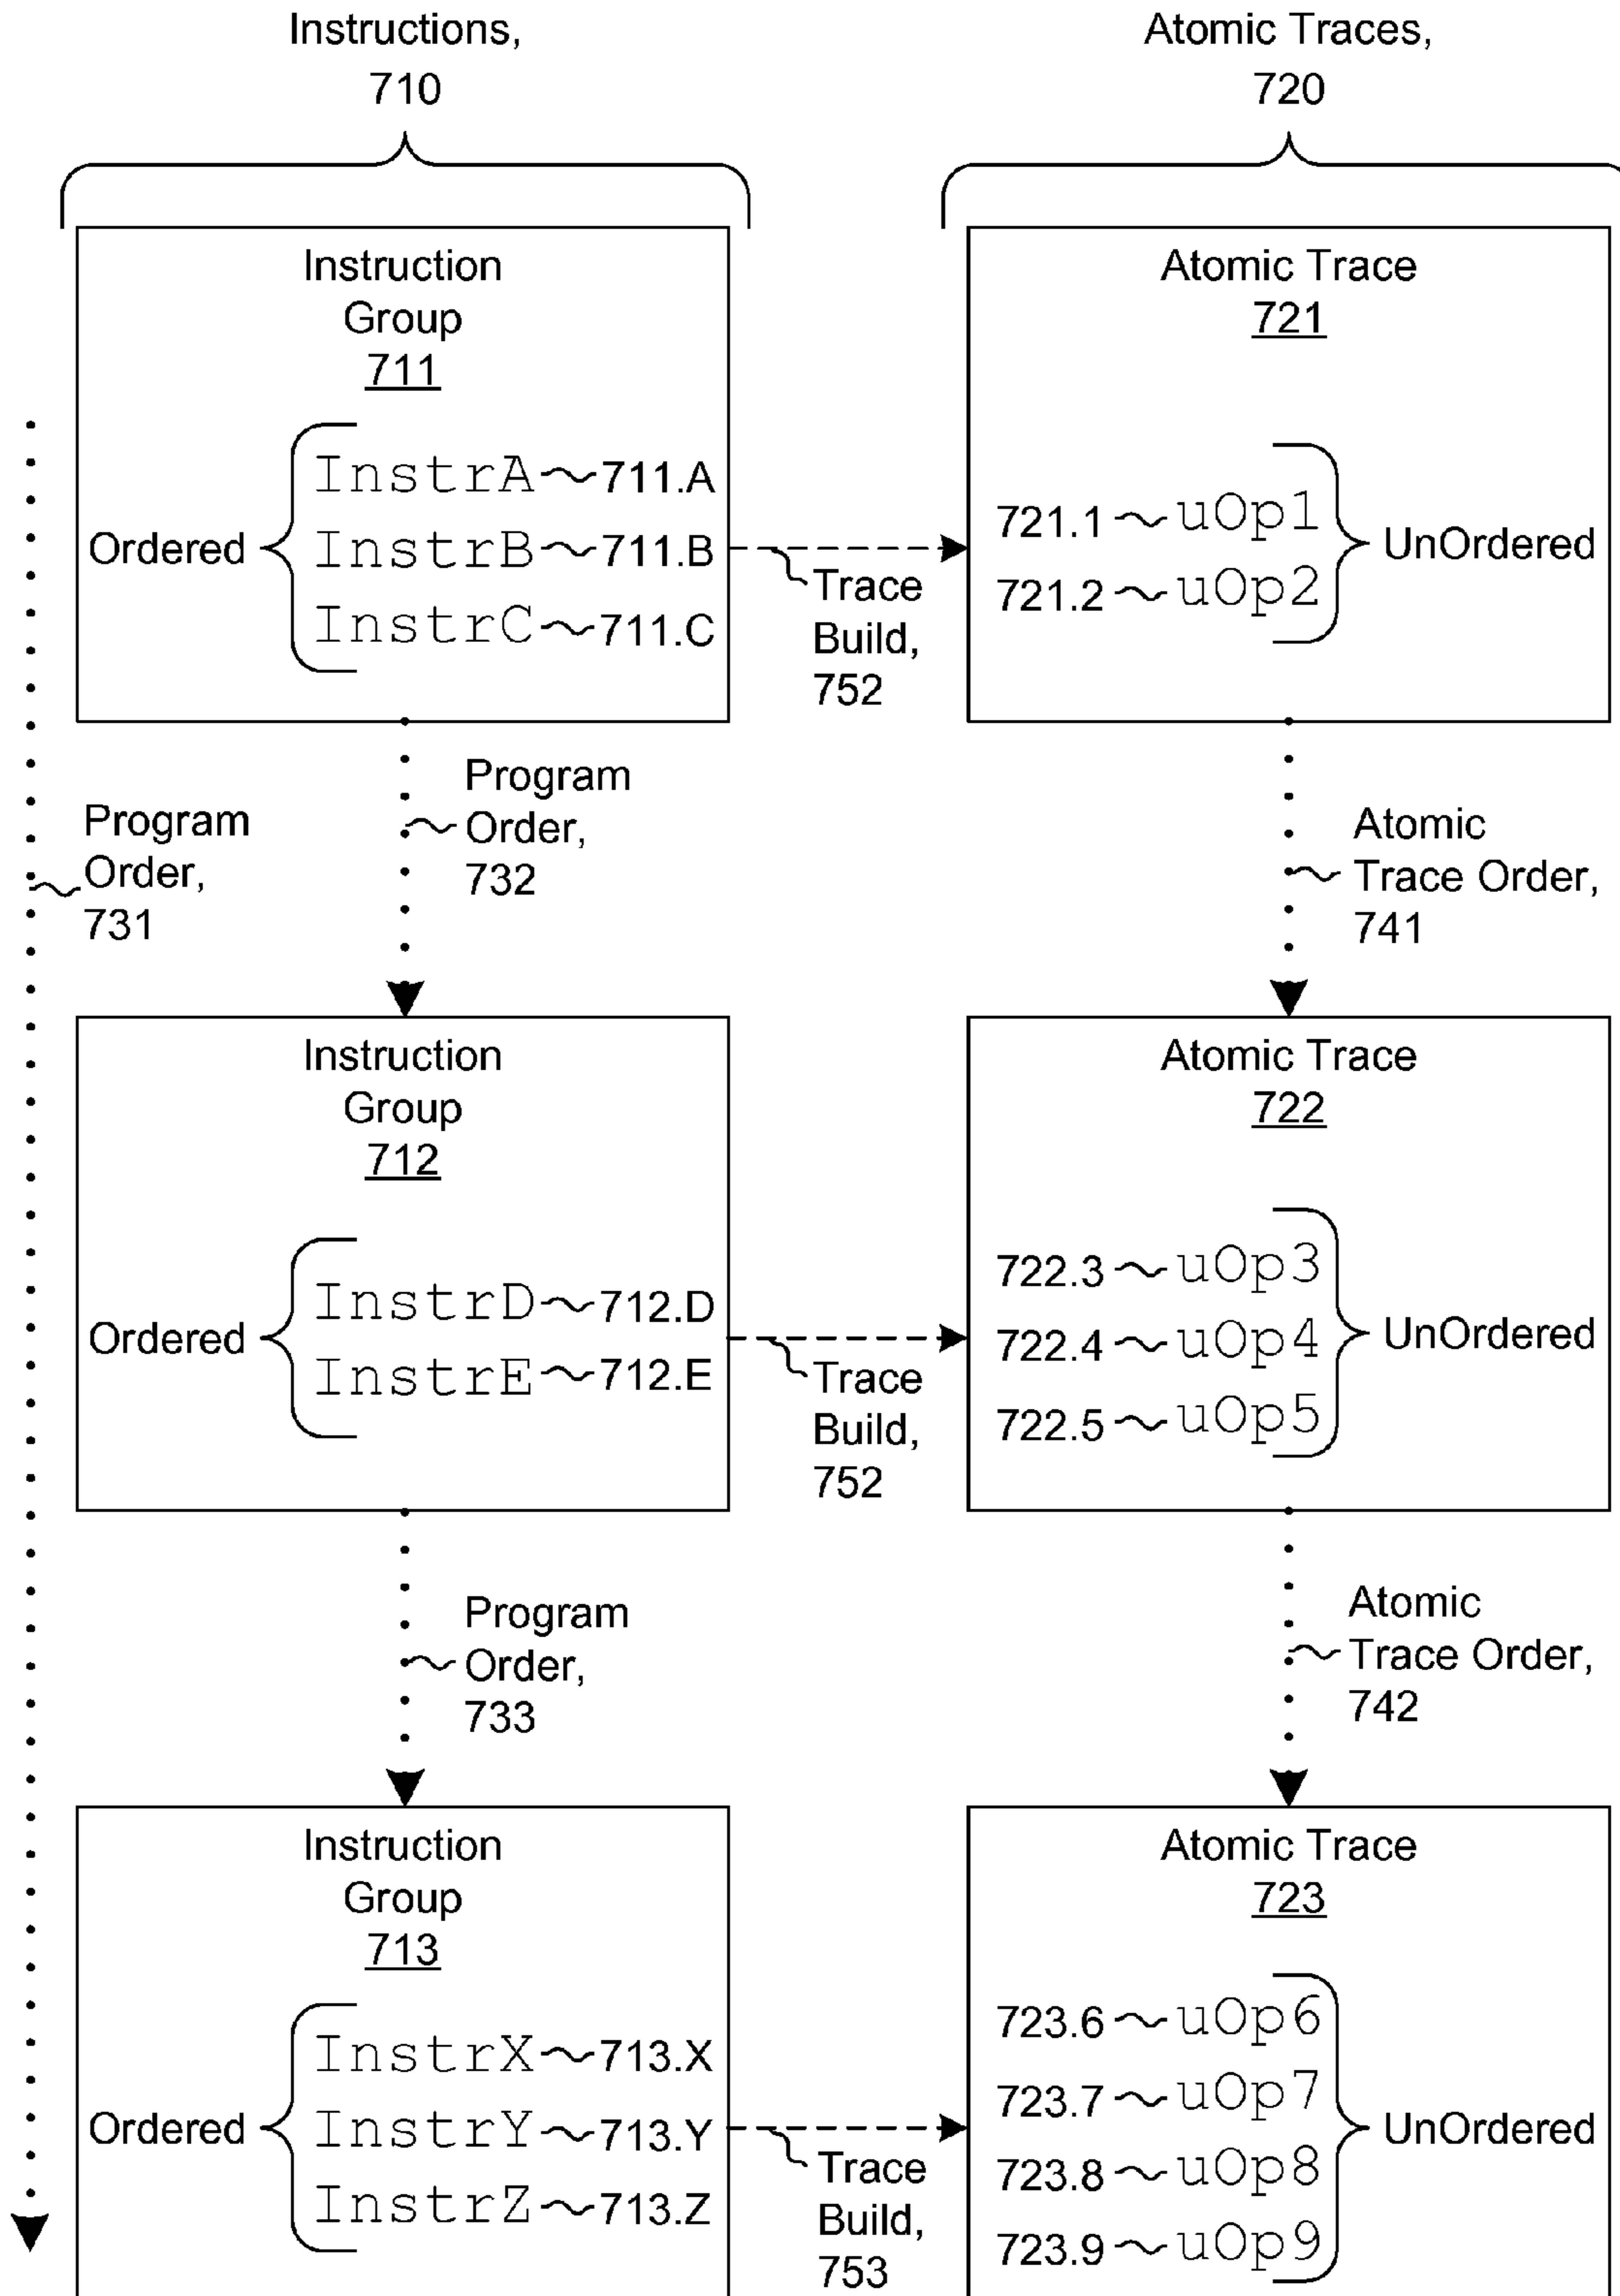 Instructions,
710
Atomic Traces,
720
Instruction
Group
711
Ordered
InstrA 711.A
InstrB 711.B
InstrC 711.C
Trace
Build,
752
Atomic Trace
721
721.1 uOp1
721.2 uOp2
UnOrdered
Program
Order,
731
Program
Order,
732
Atomic
Trace Order,
741
Instruction
Group
712
Ordered
InstrD 712.D
InstrE 712.E
Trace
Build,
752
Atomic Trace
722
722.3 uOp3
722.4 uOp4
722.5 uOp5
UnOrdered
Program
Order,
733
Atomic
Trace Order,
742
Instruction
Group
713
Ordered
InstrX 713.X
InstrY 713.Y
InstrZ 713.Z
Trace
Build,
753
Atomic Trace
723
723.6 uOp6
723.7 uOp7
723.8 uOp8
723.9 uOp9
UnOrdered